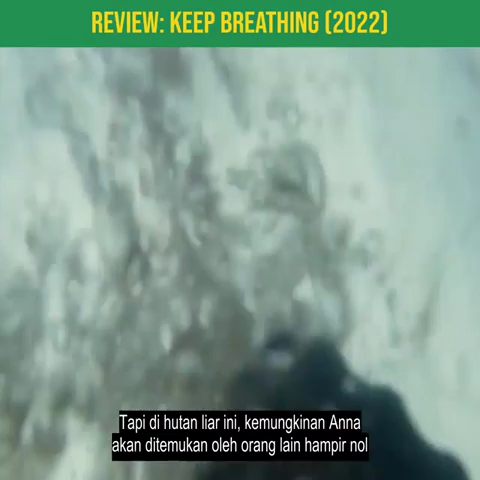 REVIEW: KEEP BREATHING (2022)
Tapi di hutan liar ini, kemungkinan Anna
akan ditemukan oleh orang lain hampir nol